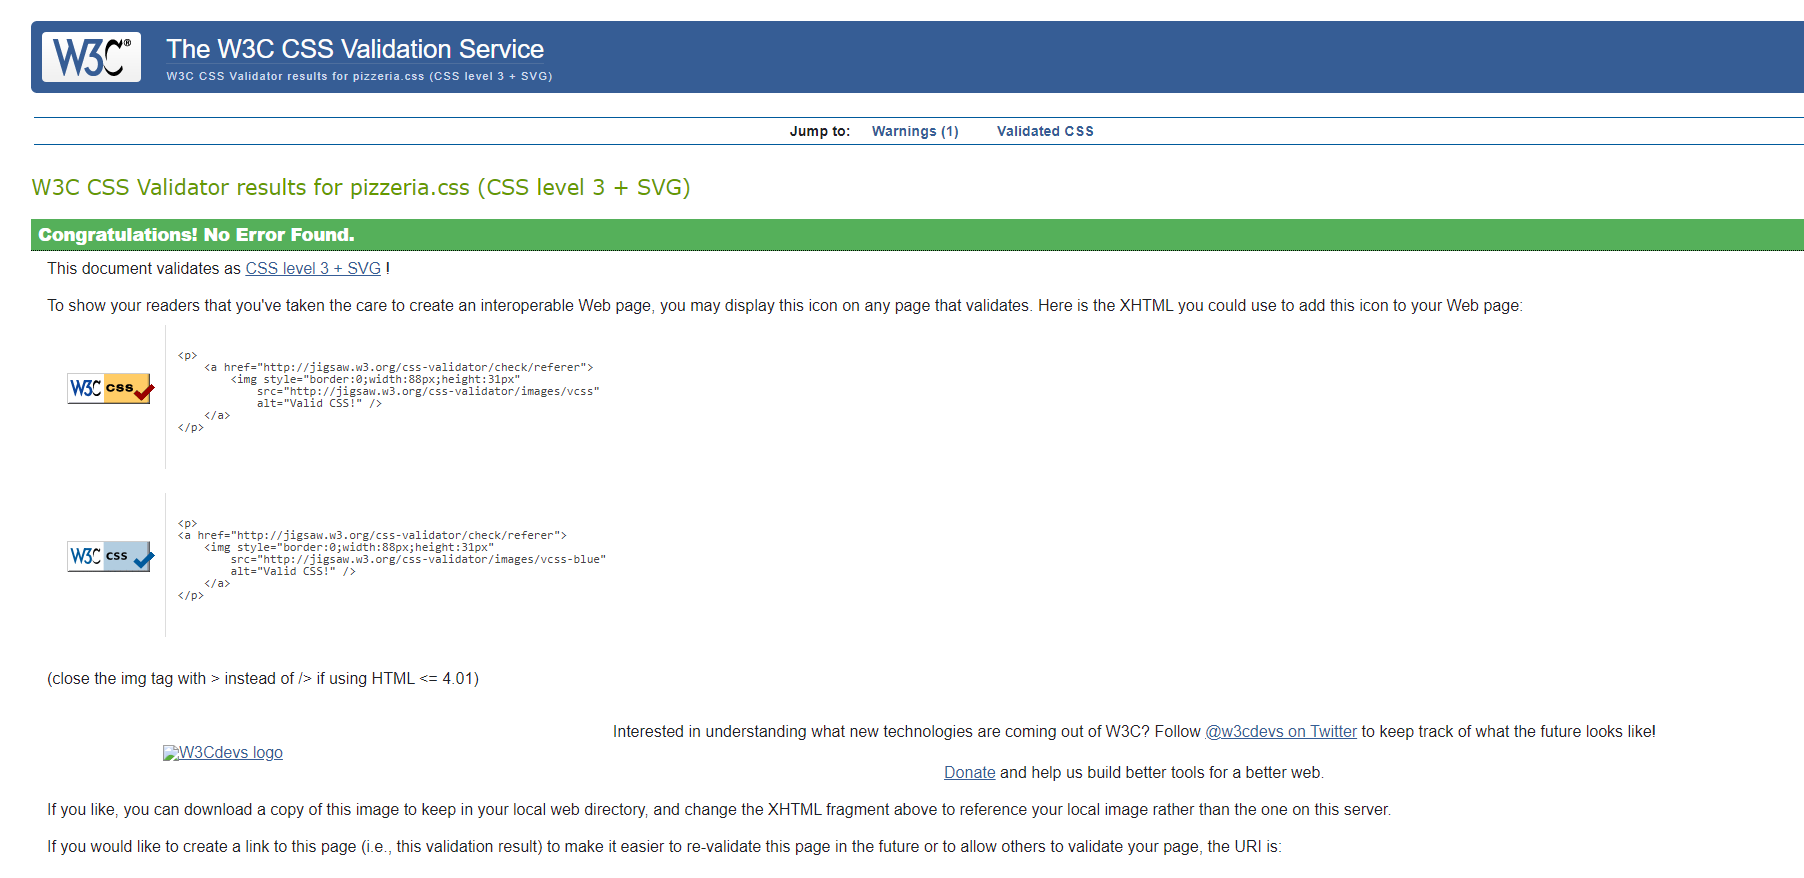 W3C®
The W3C CSS Validation Service
W3C CSS Validator results for pizzeria.css (CSS level 3 + SVG)
Jump to: Warnings (1) Validated CSS
W3C CSS Validator results for pizzeria.css (CSS level 3 + SVG)
Congratulations! No Error Found.
This document validates as CSS level 3 + SVG !
To show your readers that you've taken the care to create an interoperable Web page, you may display this icon on any page that validates. Here is the XHTML you could use to add this icon to your Web page:
W3C css
<p>
<a href="http://jigsaw.w3.org/css-validator/check/referer">
<img style="border:0;width:88px;height:31px"
src="http://jigsaw.w3.org/css-validator/images/vcss"
alt="Valid CSS!" />
</a>
</p>
W3C css
<p>
<a href="http://jigsaw.w3.org/css-validator/check/referer">
<img style="border:0;width:88px;height:31px"
src="http://jigsaw.w3.org/css-validator/images/vcss-blue"
alt="Valid CSS!" />
</a>
</p>
(close the img tag with > instead of /> if using HTML <= 4.01)
W3Cdevs logo
Interested in understanding what new technologies are coming out of W3C? Follow @w3cdevs on Twitter to keep track of what the future looks like!
Donate and help us build better tools for a better web.
If you like, you can download a copy of this image to keep in your local web directory, and change the XHTML fragment above to reference your local image rather than the one on this server.
If you would like to create a link to this page (i.e., this validation result) to make it easier to re-validate this page in the future or to allow others to validate your page, the URI is: